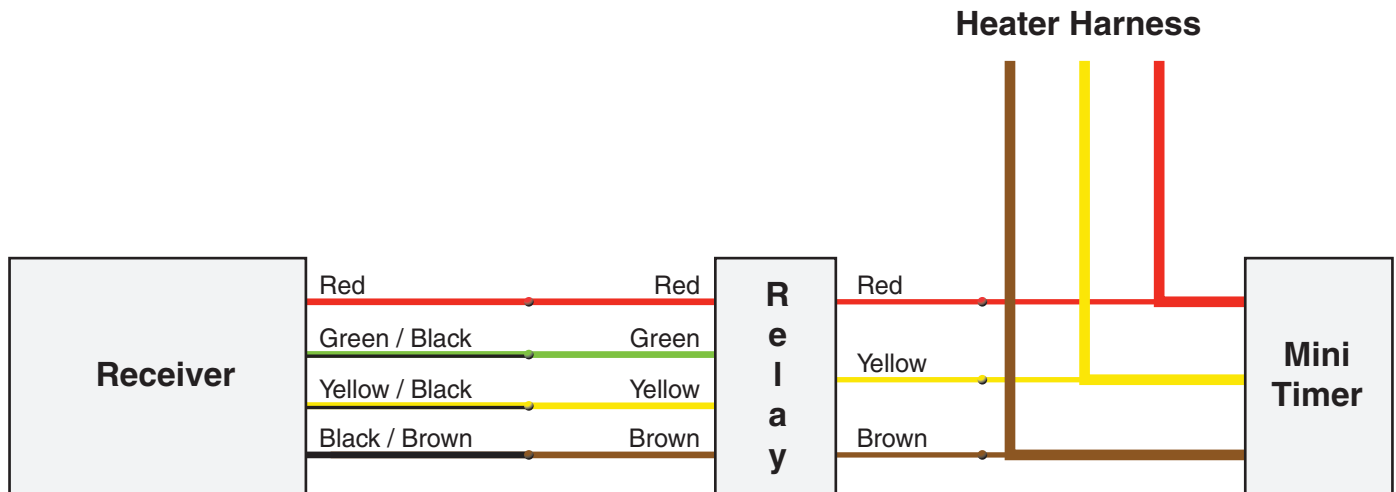 Heater Harness
Receiver
Red
Green / Black
Yellow / Black
Black / Brown
Red
Green
Yellow
Brown
Relay
Red
Yellow
Brown
Mini
Timer